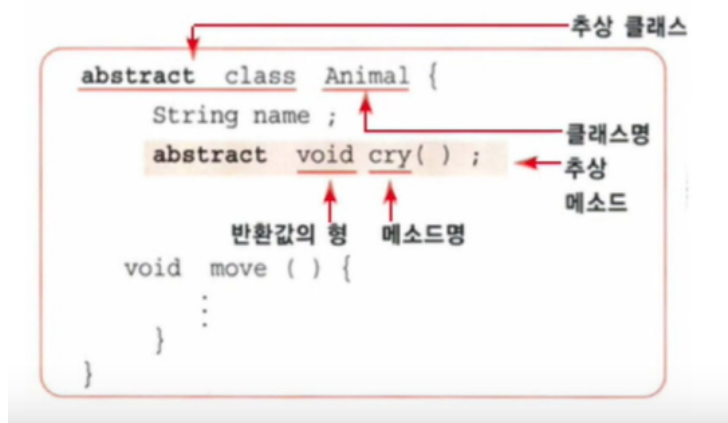 추상 클래스
abstract class Animal {
String name ;
클래스명
abstract void cry( ) ;
추상
메소드
반환값의 형 메소드명
void move ( ) {
⋮
}
}